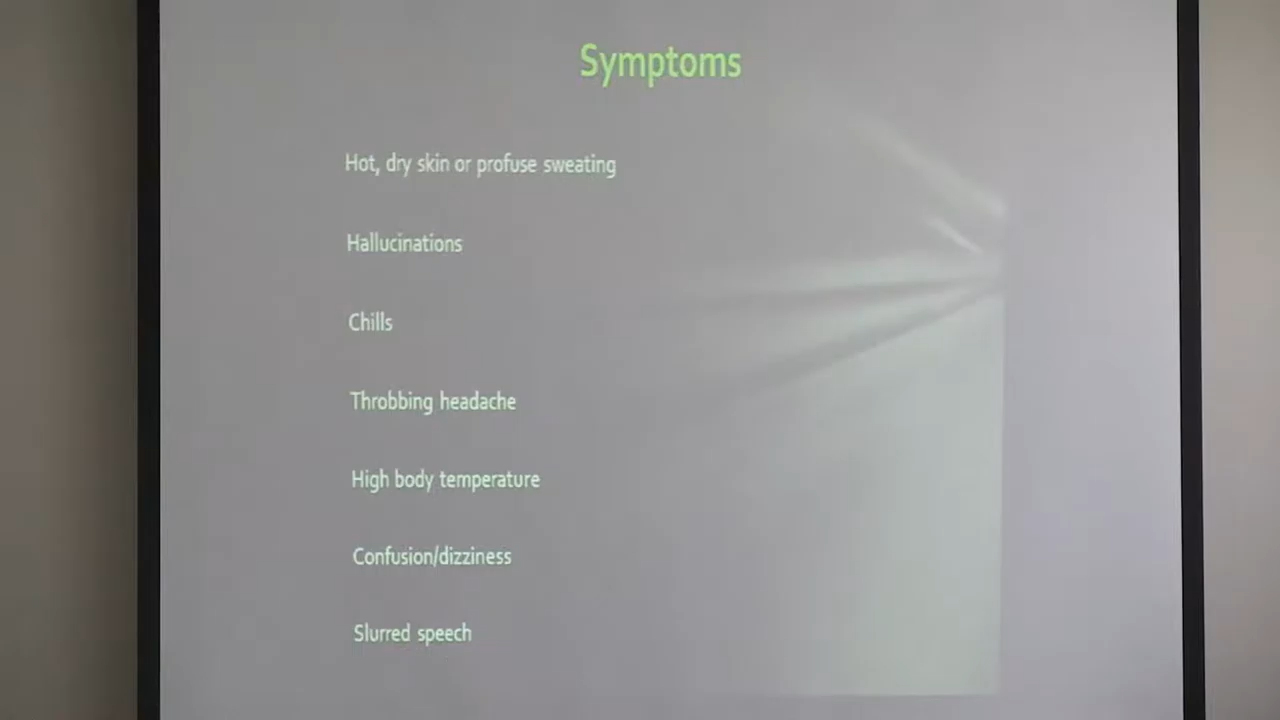 Symptoms
Hot, dry skin or profuse sweating
Hallucinations
Chills
Throbbing headache
High body temperature
Confusion/dizziness
Slurred speech